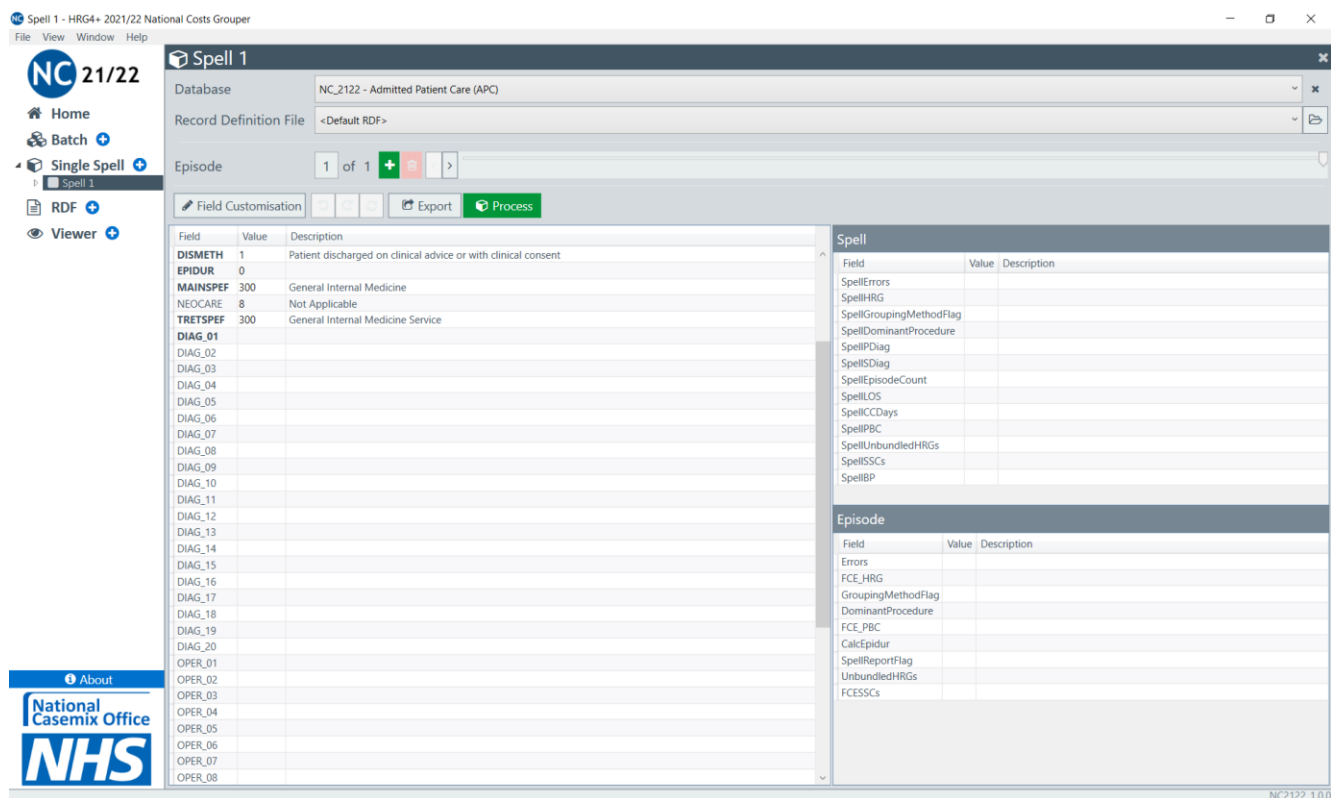 NC Spell 1 - HRG4+ 2021/22 National Costs Grouper
File View Window Help
NC 21/22
Home
Batch
Single Spell
Spell 1
RDF
Viewer
About
National
Casemix Office
NHS
Spell 1
Database NC_2122 - Admitted Patient Care (APC)
Record Definition File <Default RDF>
Episode 1 of 1
Field Customisation Export Process
Field Value Description
DISMETH 1 Patient discharged on clinical advice or with clinical consent
EPIDUR 0
MAINSPEF 300 General Internal Medicine
NEOCARE 8 Not Applicable
TRETSPEF 300 General Internal Medicine Service
DIAG_01
DIAG_02
DIAG_03
DIAG_04
DIAG_05
DIAG_06
DIAG_07
DIAG_08
DIAG_09
DIAG_10
DIAG_11
DIAG_12
DIAG_13
DIAG_14
DIAG_15
DIAG_16
DIAG_17
DIAG_18
DIAG_19
DIAG_20
OPER_01
OPER_02
OPER_03
OPER_04
OPER_05
OPER_06
OPER_07
OPER_08
Spell
Field Value Description
SpellErrors
SpellHRG
SpellGroupingMethodFlag
SpellDominantProcedure
SpellPDiag
SpellSDiag
SpellEpisodeCount
SpellLOS
SpellCCDays
SpellPBC
SpellUnbundledHRGs
SpellSSCs
SpellBP
Episode
Field Value Description
Errors
FCE_HRG
GroupingMethodFlag
DominantProcedure
FCE_PBC
CalcEpidur
SpellReportFlag
UnbundledHRGs
FCESSCs
NC2122_1.0.0